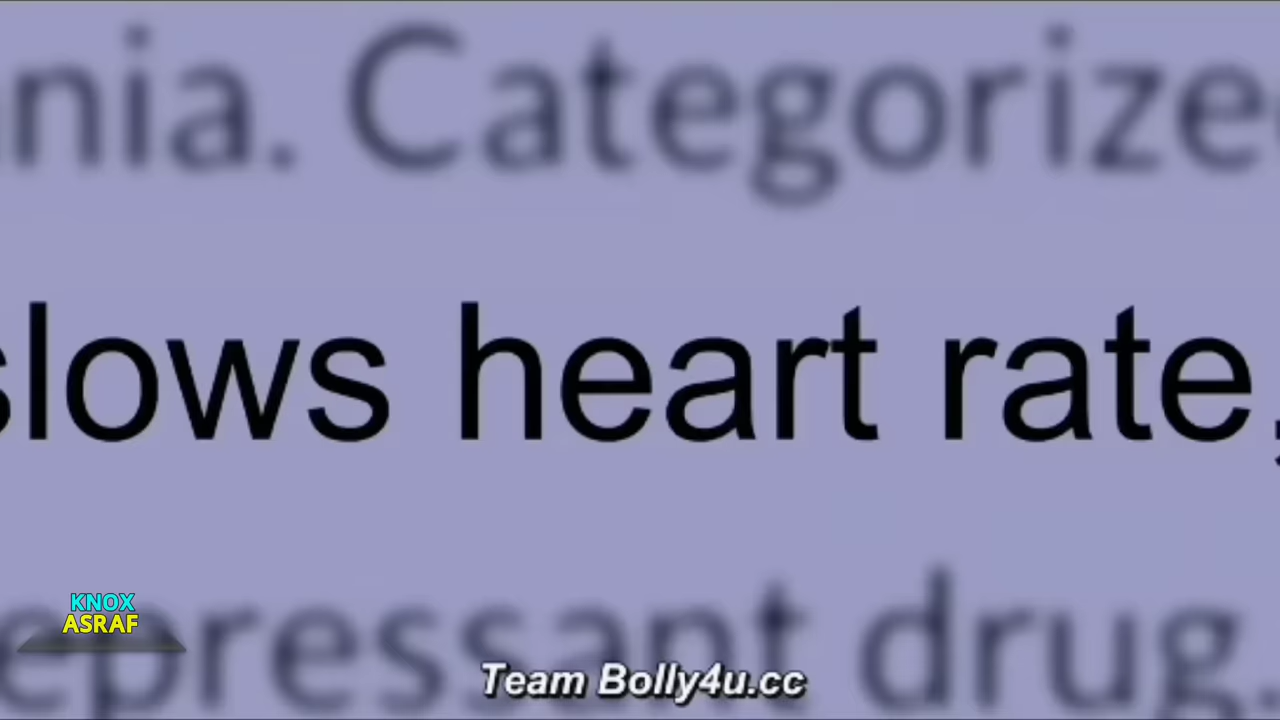 nia. Categorize
slows heart rate,
epressant drug.
KNOX
ASRAF
Team Bolly4u.cc